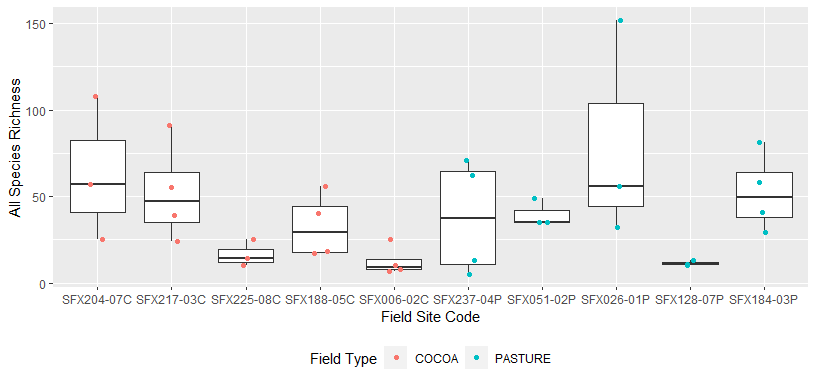 All Species Richness
150
100
50
0
SFX204-07C SFX217-03C SFX225-08C SFX188-05C SFX006-02C SFX237-04P SFX051-02P SFX026-01P SFX128-07P SFX184-03P
Field Site Code
Field Type COCOA PASTURE